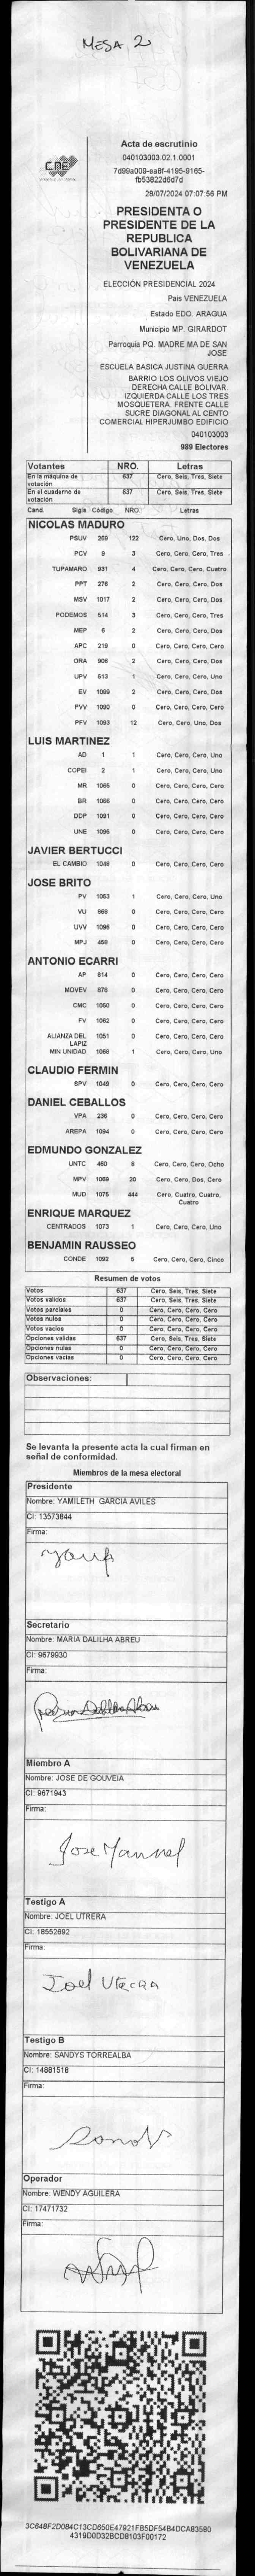 MESA 2
CNE
Acta de escrutinio
040103003.02.1.0001
7d99a009-ea8f-4195-9165-
fb53822d6d7d
28/07/2024 07:07:56 PM
PRESIDENTA O
PRESIDENTE DE LA
REPUBLICA
BOLIVARIANA DE
VENEZUELA
ELECCIÓN PRESIDENCIAL 2024
Pais VENEZUELA
Estado EDO. ARAGUA
Municipio MP. GIRARDOT
Parroquia PQ. MADRE MA DE SAN
JOSE
ESCUELA BASICA JUSTINA GUERRA
BARRIO LOS OLIVOS VIEJO
DERECHA CALLE BOLIVAR.
IZQUIERDA CALLE LOS TRES
MOSQUETERA. FRENTE CALLE
SUCRE DIAGONAL AL CENTO
COMERCIAL HIPERJUMBO EDIFICIO
040103003
989 Electores
Votantes NRO. Letras
En la máquina de votación 637 Cero, Seis, Tres, Siete
En el cuaderno de votación 637 Cero, Seis, Tres, Siete
Cand. Sigla Código NRO. Letras
NICOLAS MADURO
PSUV 269 122 Cero, Uno, Dos, Dos
PCV 9 3 Cero, Cero, Cero, Tres
TUPAMARO 931 4 Cero, Cero, Cero, Cuatro
PPT 276 2 Cero, Cero, Cero, Dos
MSV 1017 2 Cero, Cero, Cero, Dos
PODEMOS 514 3 Cero, Cero, Cero, Tres
MEP 6 2 Cero, Cero, Cero, Dos
APC 219 0 Cero, Cero, Cero, Cero
ORA 906 2 Cero, Cero, Cero, Dos
UPV 513 1 Cero, Cero, Cero, Uno
EV 1089 2 Cero, Cero, Cero, Dos
PVV 1090 0 Cero, Cero, Cero, Cero
PFV 1093 12 Cero, Cero, Uno, Dos
LUIS MARTINEZ
AD 1 1 Cero, Cero, Cero, Uno
COPEI 2 1 Cero, Cero, Cero, Uno
MR 1065 0 Cero, Cero, Cero, Cero
BR 1066 0 Cero, Cero, Cero, Cero
DDP 1091 0 Cero, Cero, Cero, Cero
UNE 1095 0 Cero, Cero, Cero, Cero
JAVIER BERTUCCI
EL CAMBIO 1048 0 Cero, Cero, Cero, Cero
JOSE BRITO
PV 1053 1 Cero, Cero, Cero, Uno
VU 868 0 Cero, Cero, Cero, Cero
UVV 1096 0 Cero, Cero, Cero, Cero
MPJ 458 0 Cero, Cero, Cero, Cero
ANTONIO ECARRI
AP 814 0 Cero, Cero, Cero, Cero
MOVEV 878 0 Cero, Cero, Cero, Cero
CMC 1050 0 Cero, Cero, Cero, Cero
FV 1062 0 Cero, Cero, Cero, Cero
ALIANZA DEL LAPIZ 1051 0 Cero, Cero, Cero, Cero
MIN UNIDAD 1068 1 Cero, Cero, Cero, Uno
CLAUDIO FERMIN
SPV 1049 0 Cero, Cero, Cero, Cero
DANIEL CEBALLOS
VPA 236 0 Cero, Cero, Cero, Cero
AREPA 1094 0 Cero, Cero, Cero, Cero
EDMUNDO GONZALEZ
UNTC 460 8 Cero, Cero, Cero, Ocho
MPV 1069 20 Cero, Cero, Dos, Cero
MUD 1075 444 Cero, Cuatro, Cuatro, Cuatro
ENRIQUE MARQUEZ
CENTRADOS 1073 1 Cero, Cero, Cero, Uno
BENJAMIN RAUSSEO
CONDE 1092 5 Cero, Cero, Cero, Cinco
Resumen de votos
Votos 637 Cero, Seis, Tres, Siete
Votos validos 637 Cero, Seis, Tres, Siete
Votos parciales 0 Cero, Cero, Cero, Cero
Votos nulos 0 Cero, Cero, Cero, Cero
Votos vacios 0 Cero, Cero, Cero, Cero
Opciones validas 637 Cero, Seis, Tres, Siete
Opciones nulas 0 Cero, Cero, Cero, Cero
Opciones vacias 0 Cero, Cero, Cero, Cero
Observaciones:
Se levanta la presente acta la cual firman en
señal de conformidad.
Miembros de la mesa electoral
Presidente
Nombre: YAMILETH GARCIA AVILES
CI: 13573844
Firma:
Secretario
Nombre: MARIA DALILHA ABREU
CI: 9679930
Firma:
Miembro A
Nombre: JOSE DE GOUVEIA
CI: 9671943
Firma:
Jose Manuel
Testigo A
Nombre: JOEL UTRERA
CI: 18552692
Firma:
Joel Utrera
Testigo B
Nombre: SANDYS TORREALBA
CI: 14881518
Firma:
Operador
Nombre: WENDY AGUILERA
CI: 17471732
Firma:
3C648F2D084C13CD650E47921FB5DF54B4DCA83580
4319D0D32BCD8103F00172